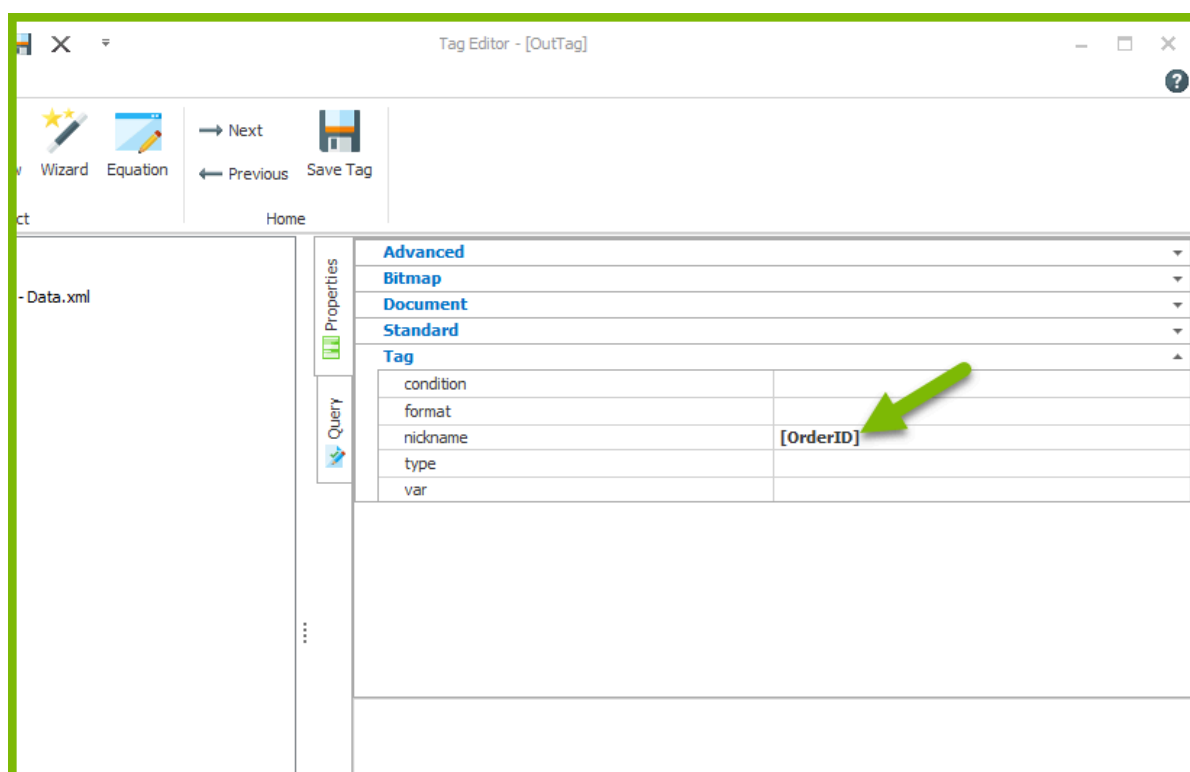 Tag Editor - [OutTag]
?
Next
Wizard Equation
Previous Save Tag
ct
Home
- Data.xml
Properties
Query
Advanced
Bitmap
Document
Standard
Tag
condition
format
nickname [OrderID]
type
var